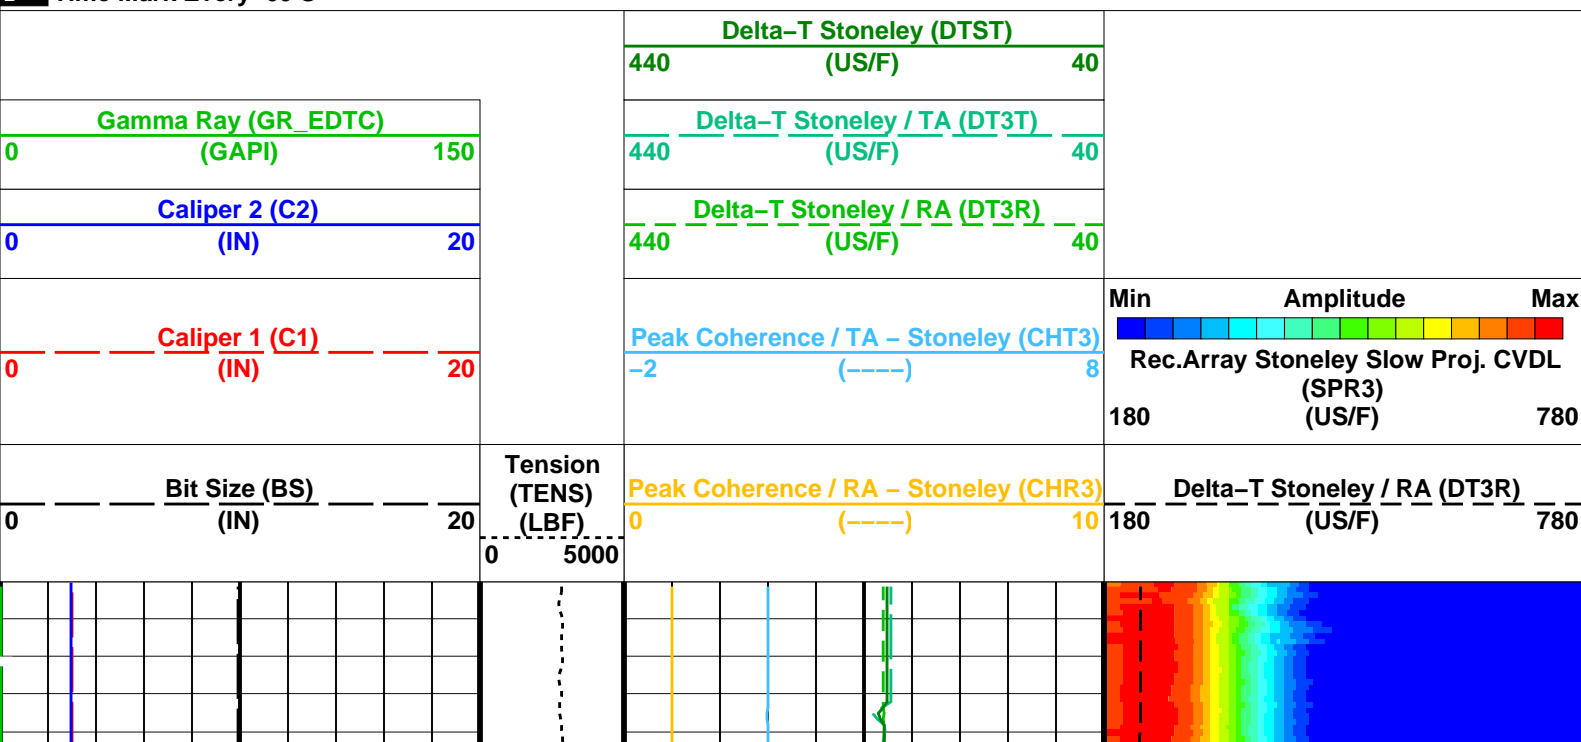 Delta–T Stoneley (DTST)
440 (US/F) 40
Gamma Ray (GR_EDTC)
0 (GAPI) 150
Delta–T Stoneley / TA (DT3T)
440 (US/F) 40
Caliper 2 (C2)
0 (IN) 20
Delta–T Stoneley / RA (DT3R)
440 (US/F) 40
Caliper 1 (C1)
0 (IN) 20
Peak Coherence / TA – Stoneley (CHT3)
–2 (––––) 8
Min Amplitude Max
Rec.Array Stoneley Slow Proj. CVDL
(SPR3)
180 (US/F) 780
Bit Size (BS)
0 (IN) 20
Tension
(TENS)
(LBF)
0 5000
Peak Coherence / RA – Stoneley (CHR3)
0 (––––) 10
Delta–T Stoneley / RA (DT3R)
180 (US/F) 780